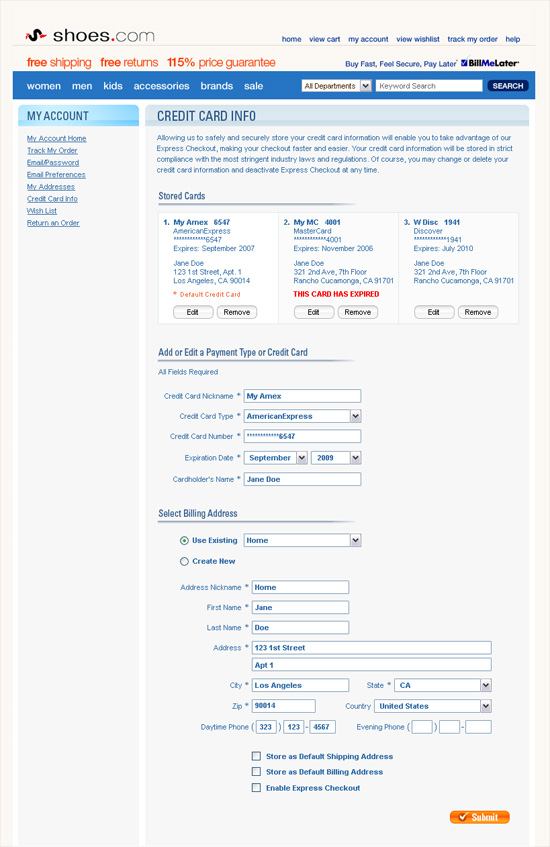 shoes.com
home view cart my account view wishlist track my order help
free shipping free returns 115% price guarantee
Buy Fast, Feel Secure, Pay Later BillMeLater
women men kids accessories brands sale All Departments Keyword Search SEARCH
MY ACCOUNT
My Account Home
Track My Order
Email/Password
Email Preferences
My Addresses
Credit Card Info
Wish List
Return an Order
CREDIT CARD INFO
Allowing us to safely and securely store your credit card information will enable you to take advantage of our
Express Checkout, making your checkout faster and easier. Your credit card information will be stored in strict
compliance with the most stringent industry laws and regulations. Of course, you may change or delete your
credit card information and deactivate Express Checkout at any time.
Stored Cards
1. My Amex 6547
AmericanExpress
************6547
Expires: September 2007
Jane Doe
123 1st Street, Apt. 1
Los Angeles, CA 90014
* Default Credit Card
Edit Remove
2. My MC 4001
MasterCard
************4001
Expires: November 2006
Jane Doe
321 2nd Ave, 7th Floor
Rancho Cucamonga, CA 91701
THIS CARD HAS EXPIRED
Edit Remove
3. W Disc 1941
Discover
************1941
Expires: July 2010
Jane Doe
321 2nd Ave, 7th Floor
Rancho Cucamonga, CA 91701
Edit Remove
Add or Edit a Payment Type or Credit Card
All Fields Required
Credit Card Nickname * My Amex
Credit Card Type * AmericanExpress
Credit Card Number * ************6547
Expiration Date * September 2009
Cardholder's Name * Jane Doe
Select Billing Address
Use Existing Home
Create New
Address Nickname * Home
First Name * Jane
Last Name * Doe
Address * 123 1st Street
Apt 1
City * Los Angeles State * CA
Zip * 90014 Country United States
Daytime Phone ( 323 ) 123 - 4567 Evening Phone ( ) -
Store as Default Shipping Address
Store as Default Billing Address
Enable Express Checkout
Submit